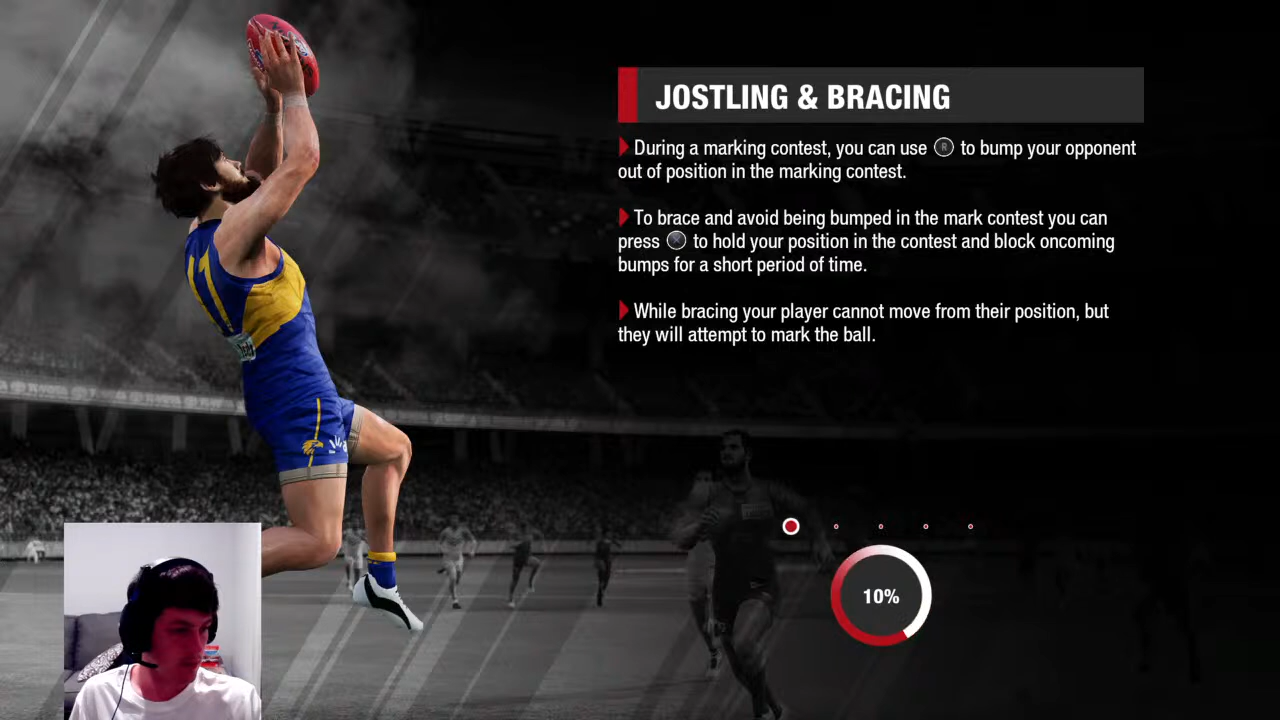 JOSTLING & BRACING
During a marking contest, you can use R to bump your opponent
out of position in the marking contest.
To brace and avoid being bumped in the mark contest you can
press X to hold your position in the contest and block oncoming
bumps for a short period of time.
While bracing your player cannot move from their position, but
they will attempt to mark the ball.
11
10%